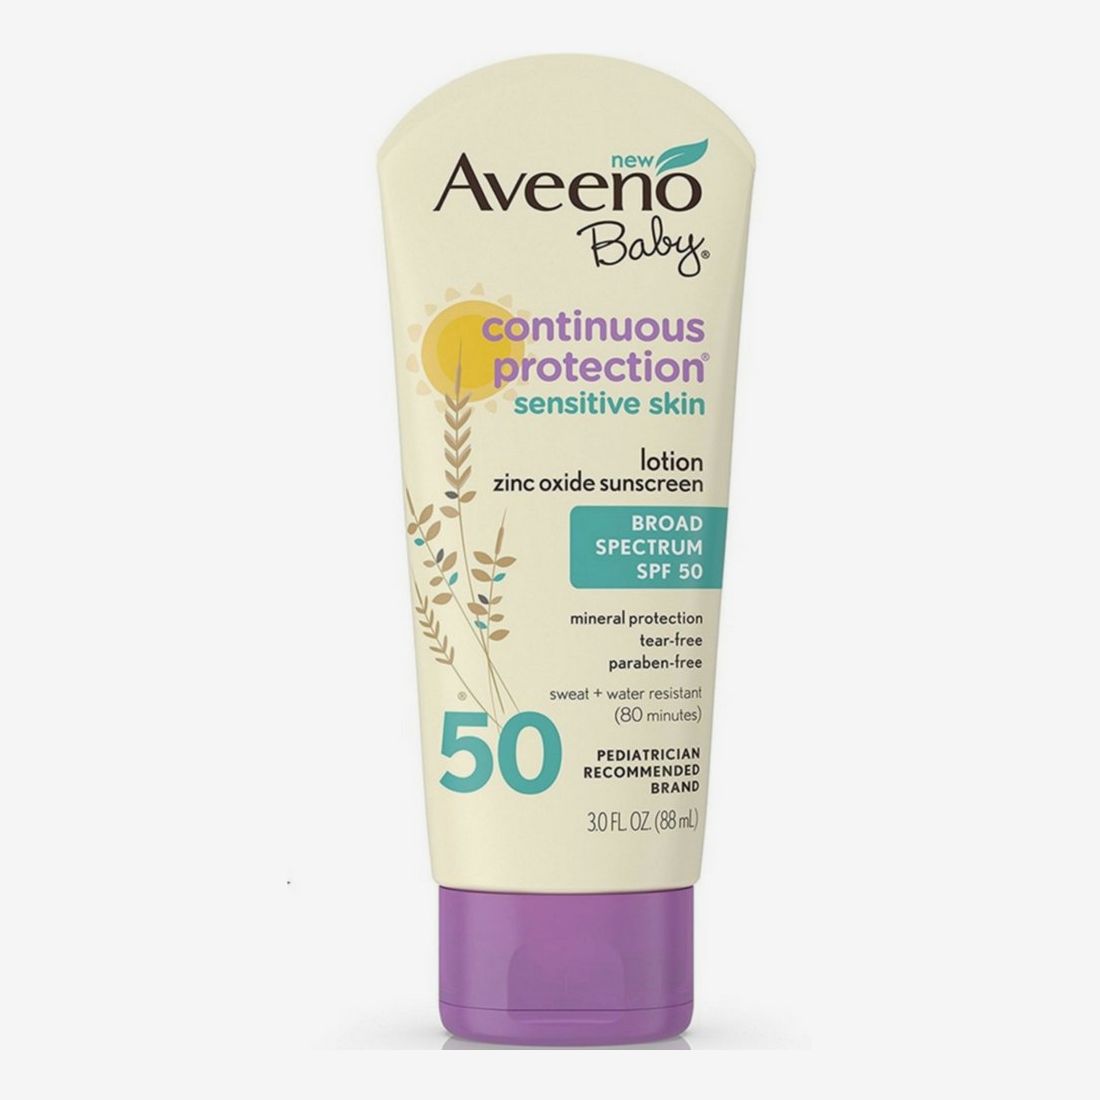 new
Aveeno
Baby®
continuous
protection®
sensitive skin
lotion
zinc oxide sunscreen
BROAD
SPECTRUM
SPF 50
mineral protection
tear-free
paraben-free
sweat + water resistant
(80 minutes)
®
50
PEDIATRICIAN
RECOMMENDED
BRAND
3.0 FL. OZ. (88 mL)